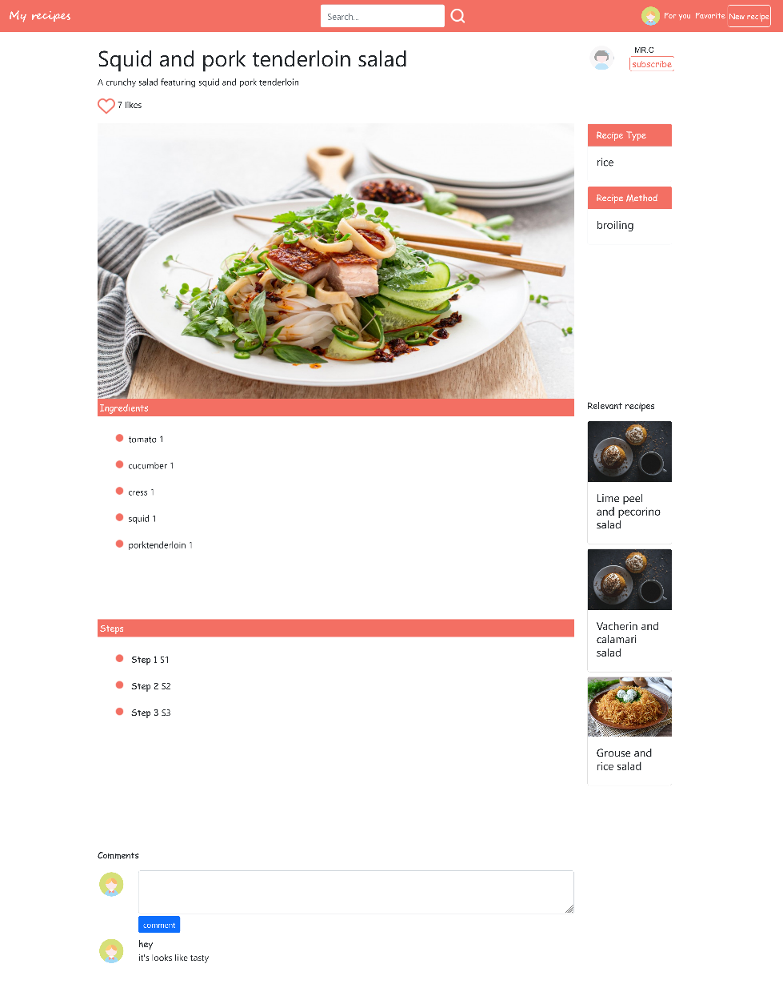 My recipes
Search...
For you Favorite New recipe
Squid and pork tenderloin salad
A crunchy salad featuring squid and pork tenderloin
7 likes
MR.C
subscribe
Recipe Type
rice
Recipe Method
broiling
Ingredients
tomato 1
cucumber 1
cress 1
squid 1
porktenderloin 1
Steps
Step 1 S1
Step 2 S2
Step 3 S3
Relevant recipes
Lime peel
and pecorino
salad
Vacherin and
calamari
salad
Grouse and
rice salad
Comments
comment
hey
it's looks like tasty